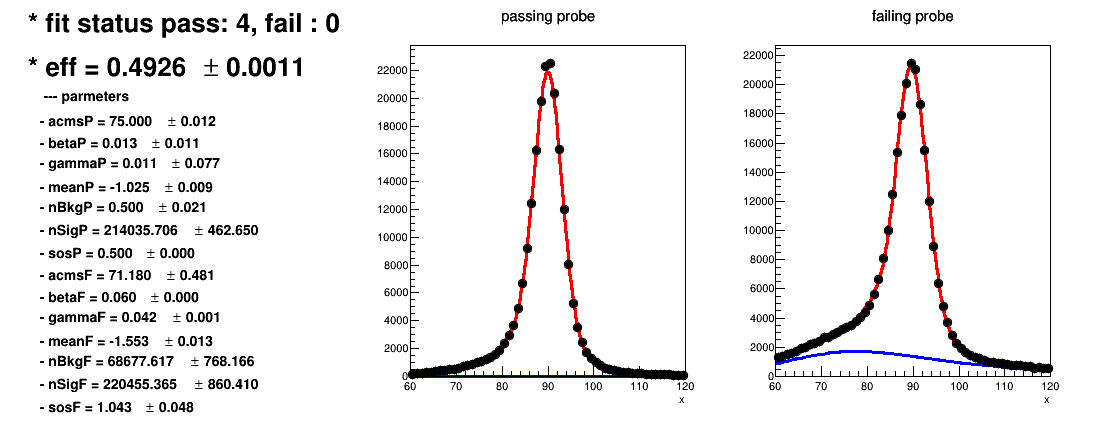 * fit status pass: 4, fail : 0
* eff = 0.4926 ± 0.0011
--- parmeters
- acmsP = 75.000 ± 0.012
- betaP = 0.013 ± 0.011
- gammaP = 0.011 ± 0.077
- meanP = -1.025 ± 0.009
- nBkgP = 0.500 ± 0.021
- nSigP = 214035.706 ± 462.650
- sosP = 0.500 ± 0.000
- acmsF = 71.180 ± 0.481
- betaF = 0.060 ± 0.000
- gammaF = 0.042 ± 0.001
- meanF = -1.553 ± 0.013
- nBkgF = 68677.617 ± 768.166
- nSigF = 220455.365 ± 860.410
- sosF = 1.043 ± 0.048
passing probe
22000
20000
18000
16000
14000
12000
10000
8000
6000
4000
2000
0
60 70 80 90 100 110 120
x
failing probe
22000
20000
18000
16000
14000
12000
10000
8000
6000
4000
2000
0
60 70 80 90 100 110 120
x